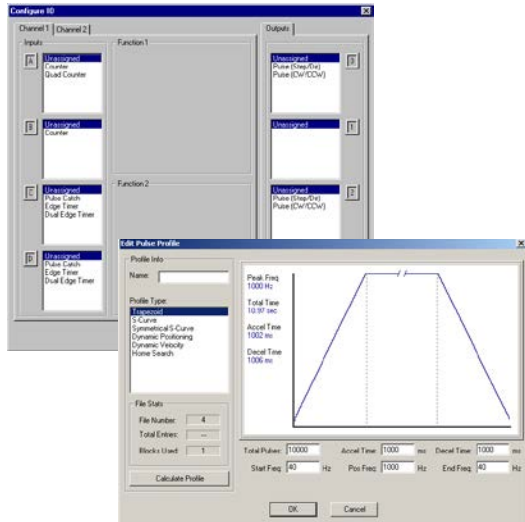 Configure IO
Channel 1
Channel 2
Outputs
Inputs
Function 1
A
Unassigned
Counter
Quad Counter
Unassigned
Pulse (Step/Dir)
Pulse (CW/CCW)
B
Unassigned
Counter
Unassigned
1
C
Unassigned
Pulse Catch
Edge Timer
Dual Edge Timer
Function 2
Unassigned
Pulse (Step/Dir)
Pulse (CW/CCW)
2
D
Unassigned
Pulse Catch
Edge Timer
Dual Edge Timer
Edit Pulse Profile
Profile Info
Name:
Profile Type:
Trapezoid
S-Curve
Symmetrical S-Curve
Dynamic Positioning
Dynamic Velocity
Home Search
File Stats
File Number: 4
Total Entries: ---
Blocks Used: 1
Calculate Profile
Peak Freq
1000 Hz
Total Time
10.97 sec
Accel Time
1002 ms
Decel Time
1006 ms
Total Pulses: 10000 Accel Time: 1000 ms Decel Time: 1000 ms
Start Freq: 40 Hz Pos Freq: 1000 Hz End Freq: 40 Hz
OK Cancel